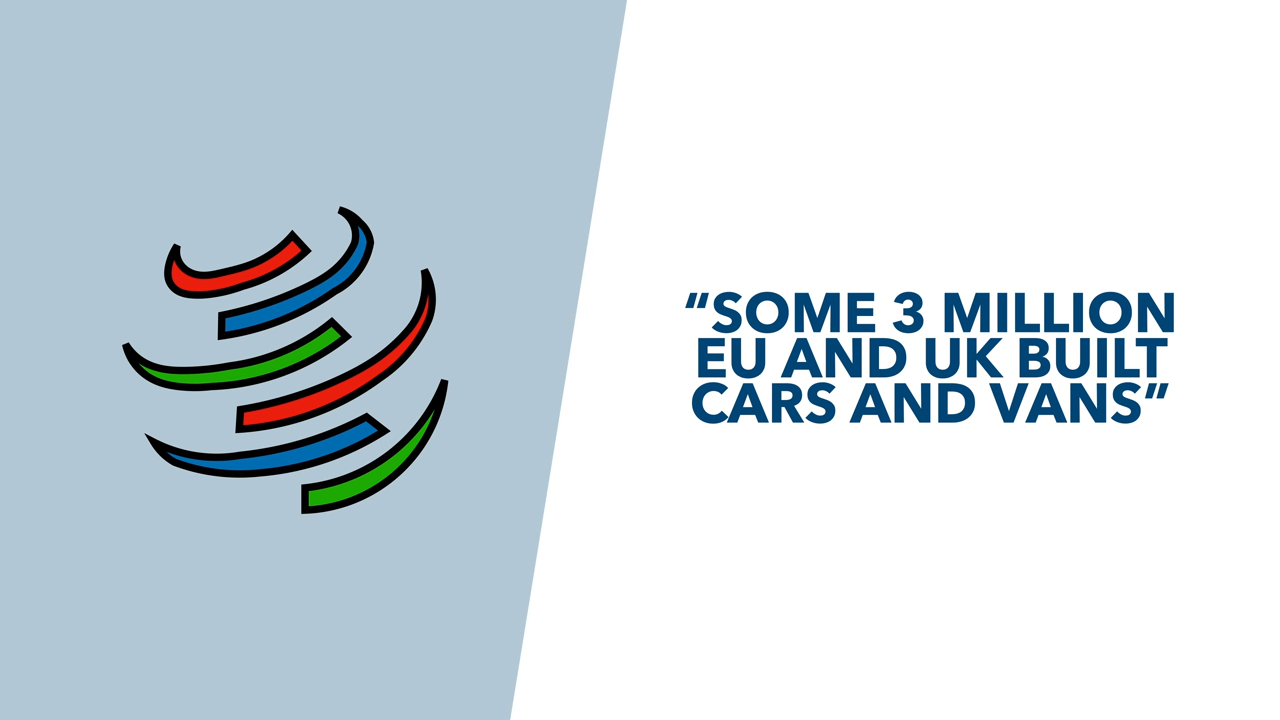 “SOME 3 MILLION
EU AND UK BUILT
CARS AND VANS”